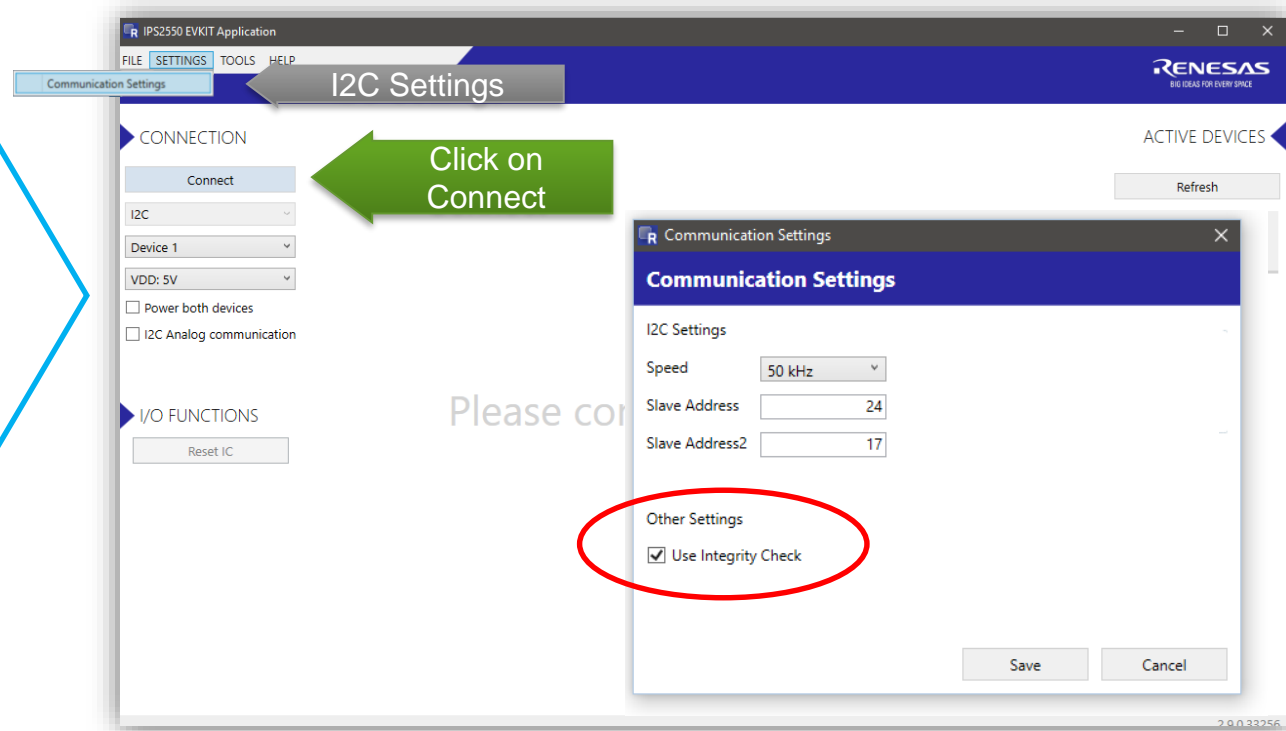 IPS2550 EVKIT Application
FILE SETTINGS TOOLS HELP
RENESAS
BIG IDEAS FOR EVERY SPACE
Communication Settings
I2C Settings
CONNECTION
ACTIVE DEVICES
Click on
Connect
Connect
Refresh
I2C
Device 1
VDD: 5V
Power both devices
I2C Analog communication
I/O FUNCTIONS
Reset IC
Please
Communication Settings
Communication Settings
I2C Settings
Speed 50 kHz
Slave Address 24
Slave Address2 17
Other Settings
Use Integrity Check
Save Cancel
2.9.0.33256